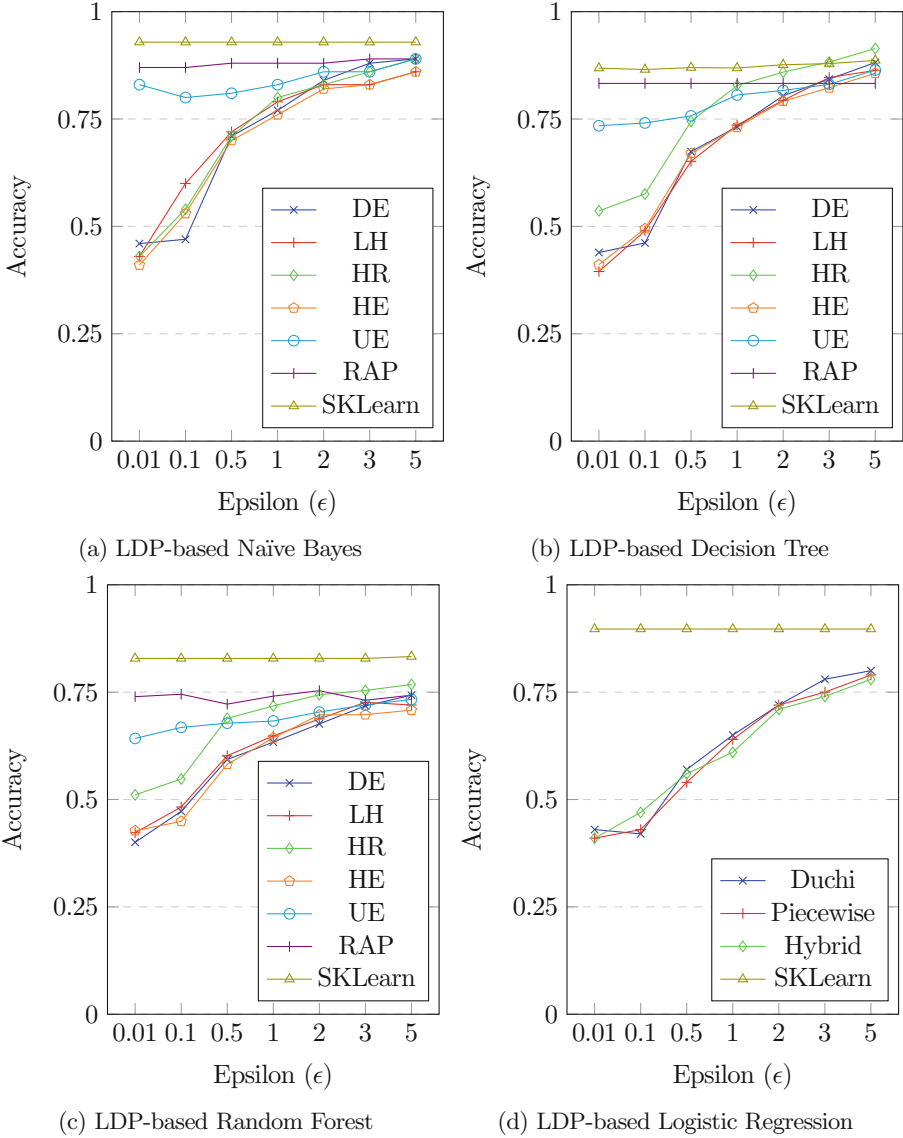 1
0.75
0.5
0.25
0
Accuracy
DE
LH
HR
HE
UE
RAP
SKLearn
0.01 0.1 0.5 1 2 3 5
Epsilon (ϵ)
(a) LDP-based Naïve Bayes
1
0.75
0.5
0.25
0
Accuracy
DE
LH
HR
HE
UE
RAP
SKLearn
0.01 0.1 0.5 1 2 3 5
Epsilon (ϵ)
(b) LDP-based Decision Tree
1
0.75
0.5
0.25
0
Accuracy
DE
LH
HR
HE
UE
RAP
SKLearn
0.01 0.1 0.5 1 2 3 5
Epsilon (ϵ)
(c) LDP-based Random Forest
1
0.75
0.5
0.25
0
Accuracy
Duchi
Piecewise
Hybrid
SKLearn
0.01 0.1 0.5 1 2 3 5
Epsilon (ϵ)
(d) LDP-based Logistic Regression